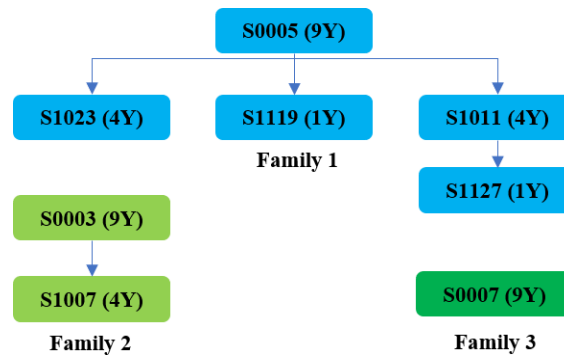 S0005 (9Y)
S1023 (4Y)
S1119 (1Y)
S1011 (4Y)
Family 1
S1127 (1Y)
S0003 (9Y)
S1007 (4Y)
S0007 (9Y)
Family 2
Family 3